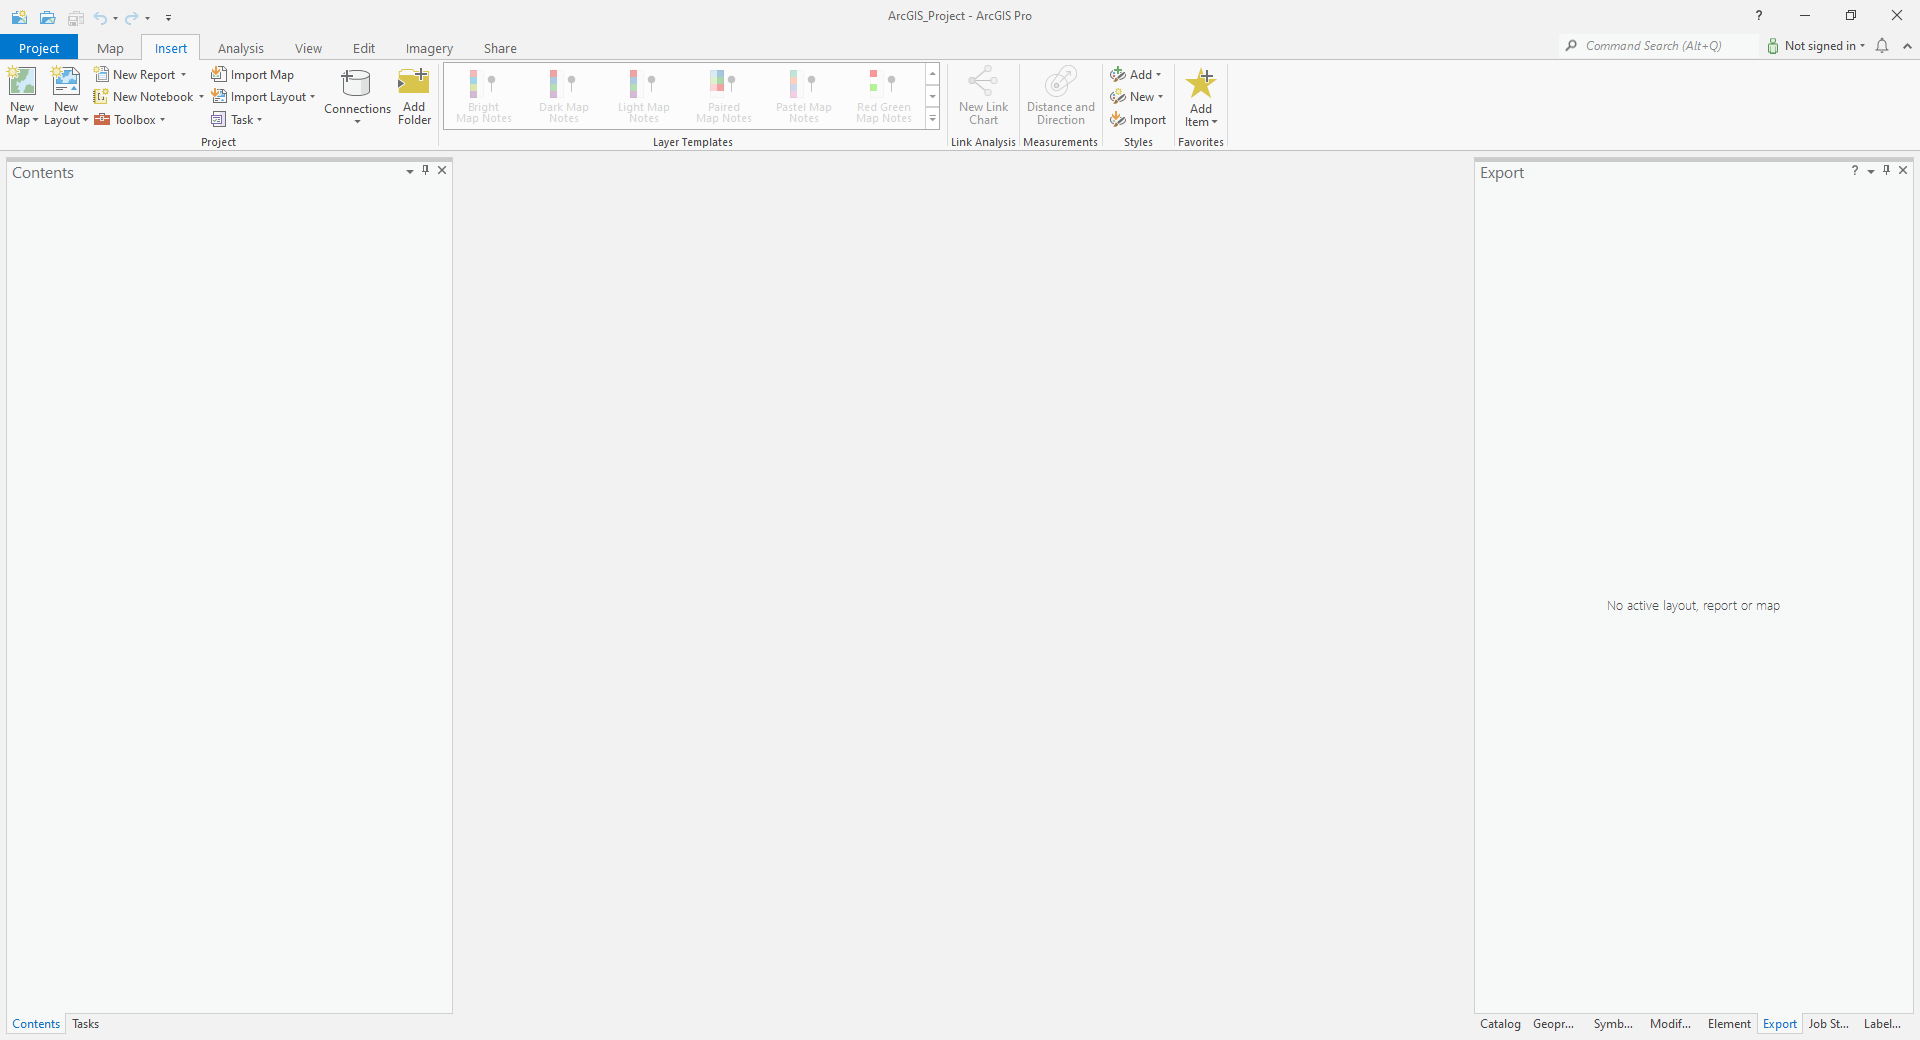 ArcGIS_Project - ArcGIS Pro
?
Project
Map
Insert
Analysis
View
Edit
Imagery
Share
Command Search (Alt+Q)
Not signed in
New
Map
New
Layout
New Report
New Notebook
Toolbox
Import Map
Import Layout
Task
Connections
Add
Folder
Project
Bright
Map Notes
Dark Map
Notes
Light Map
Notes
Paired
Map Notes
Pastel Map
Notes
Red Green
Map Notes
Layer Templates
New Link
Chart
Link Analysis
Distance and
Direction
Measurements
Add
New
Import
Styles
Add
Item
Favorites
Contents
Export
?
No active layout, report or map
Contents
Tasks
Catalog
Geopr...
Symb...
Modif...
Element
Export
Job St...
Label...